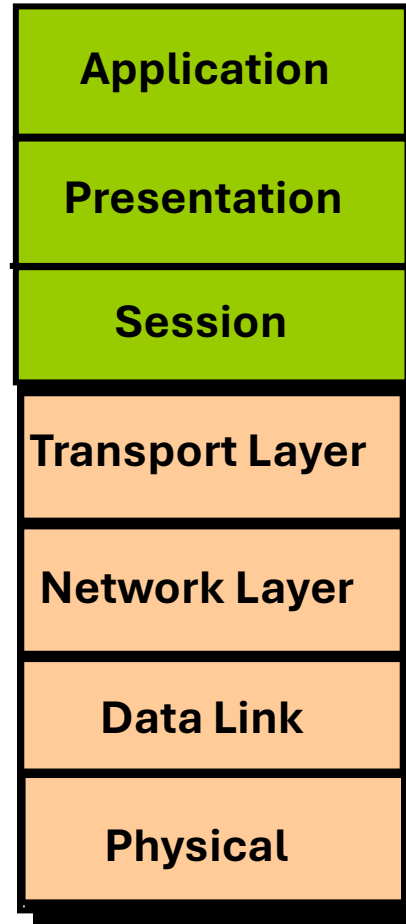 Application
Presentation
Session
Transport Layer
Network Layer
Data Link
Physical